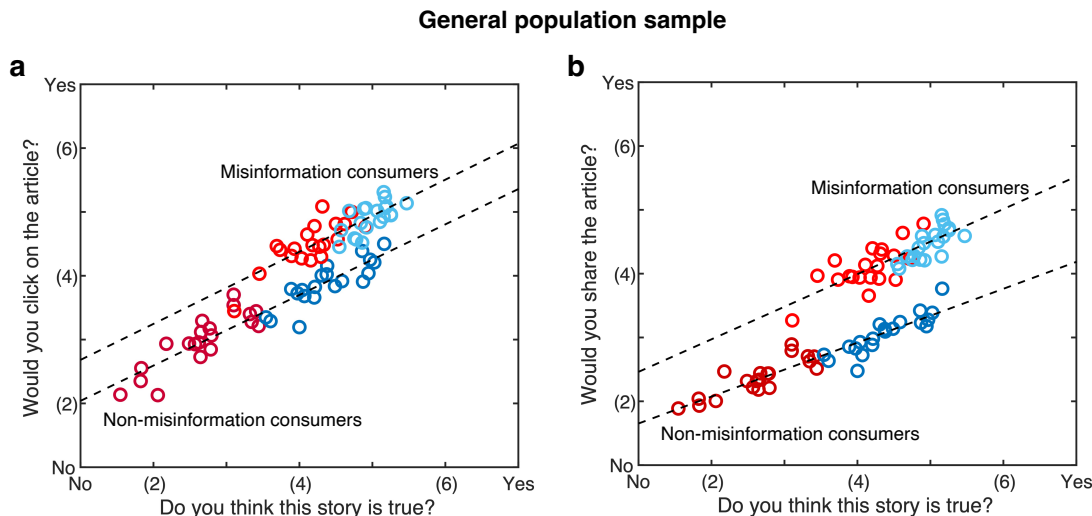 General population sample
a
Yes
(6)
(4)
(2)
No
Would you click on the article?
Misinformation consumers
Non-misinformation consumers
No
(2)
(4)
(6)
Yes
Do you think this story is true?
b
Yes
(6)
(4)
(2)
No
Would you share the article?
Misinformation consumers
Non-misinformation consumers
No
(2)
(4)
(6)
Yes
Do you think this story is true?